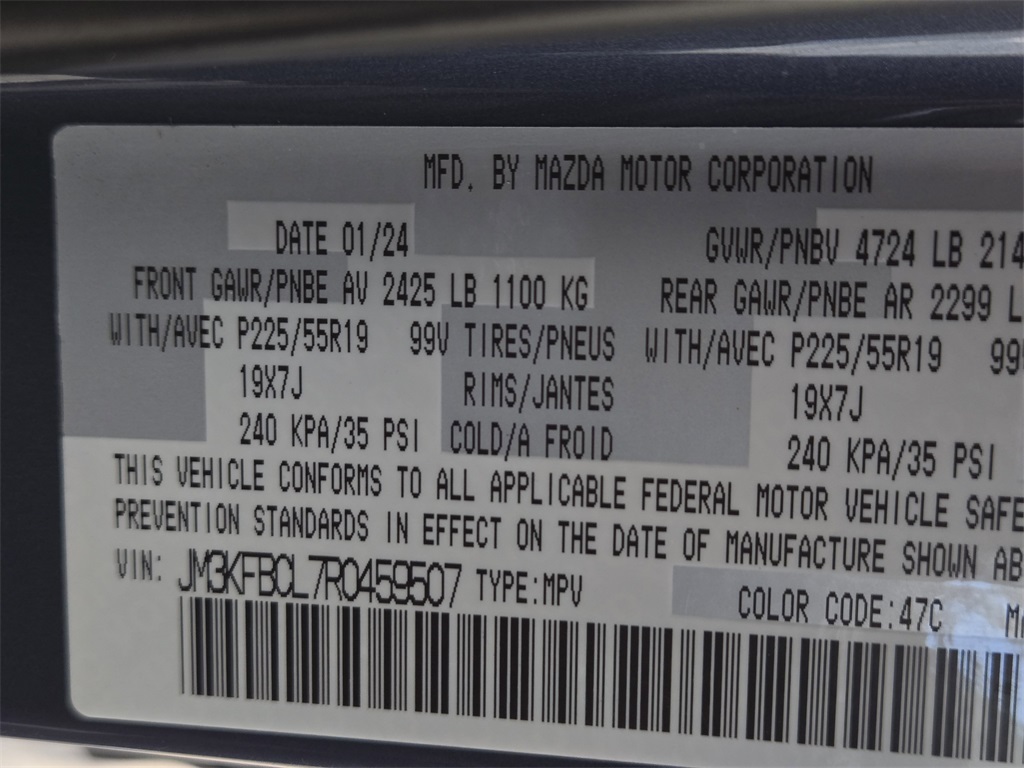 MFD. BY MAZDA MOTOR CORPORATION
DATE 01/24 GVWR/PNBV 4724 LB 214
FRONT GAWR/PNBE AV 2425 LB 1100 KG REAR GAWR/PNBE AR 2299 L
WITH/AVEC P225/55R19 99V TIRES/PNEUS WITH/AVEC P225/55R19 99
19X7J RIMS/JANTES 19X7J
240 KPA/35 PSI COLD/A FROID 240 KPA/35 PSI
THIS VEHICLE CONFORMS TO ALL APPLICABLE FEDERAL MOTOR VEHICLE SAFE
PREVENTION STANDARDS IN EFFECT ON THE DATE OF MANUFACTURE SHOWN AB
VIN: JM3KFBCL7R0459507 TYPE:MPV COLOR CODE:47C